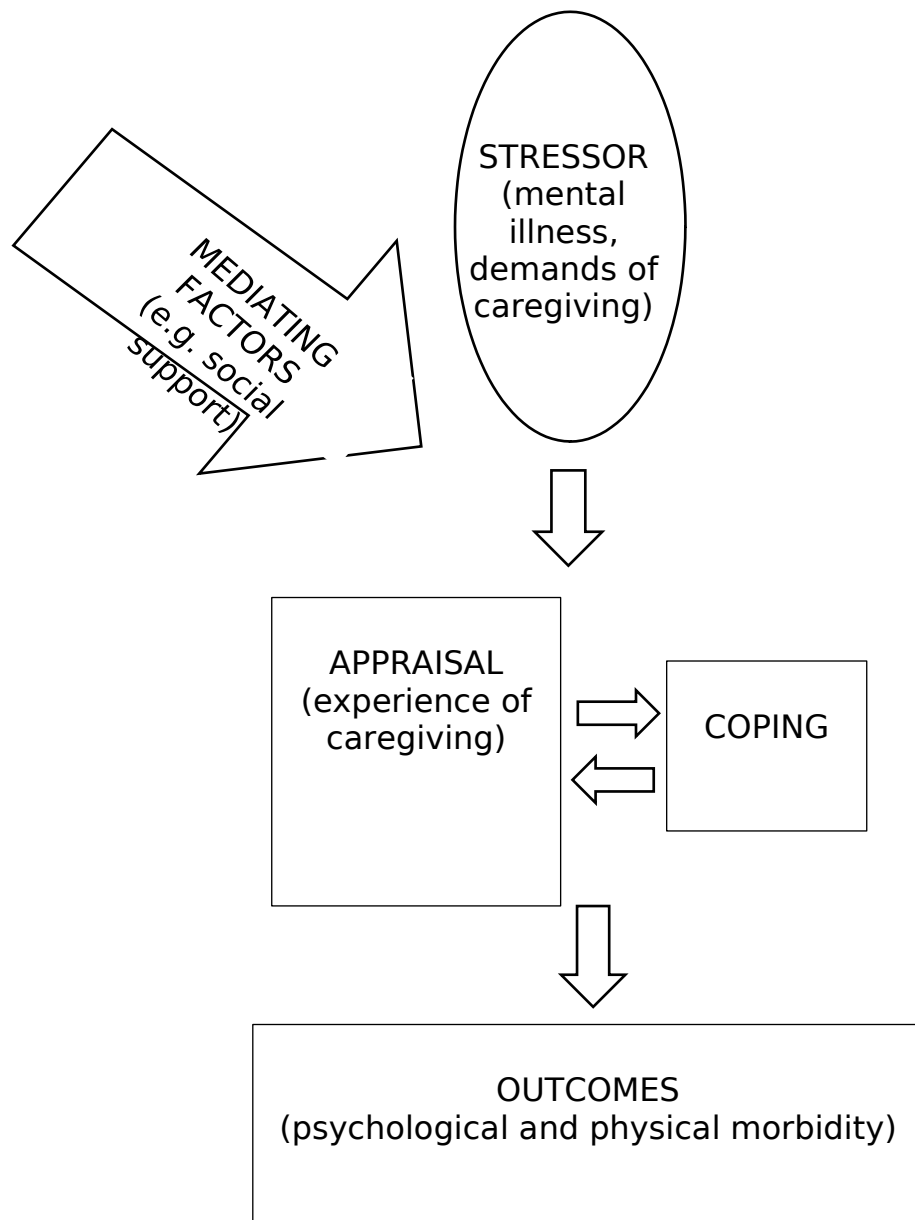 STRESSOR
(mental
illness,
demands of
caregiving)
MEDIATING
FACTORS
(e.g. social
support)
APPRAISAL
(experience of
caregiving)
COPING
OUTCOMES
(psychological and physical morbidity)